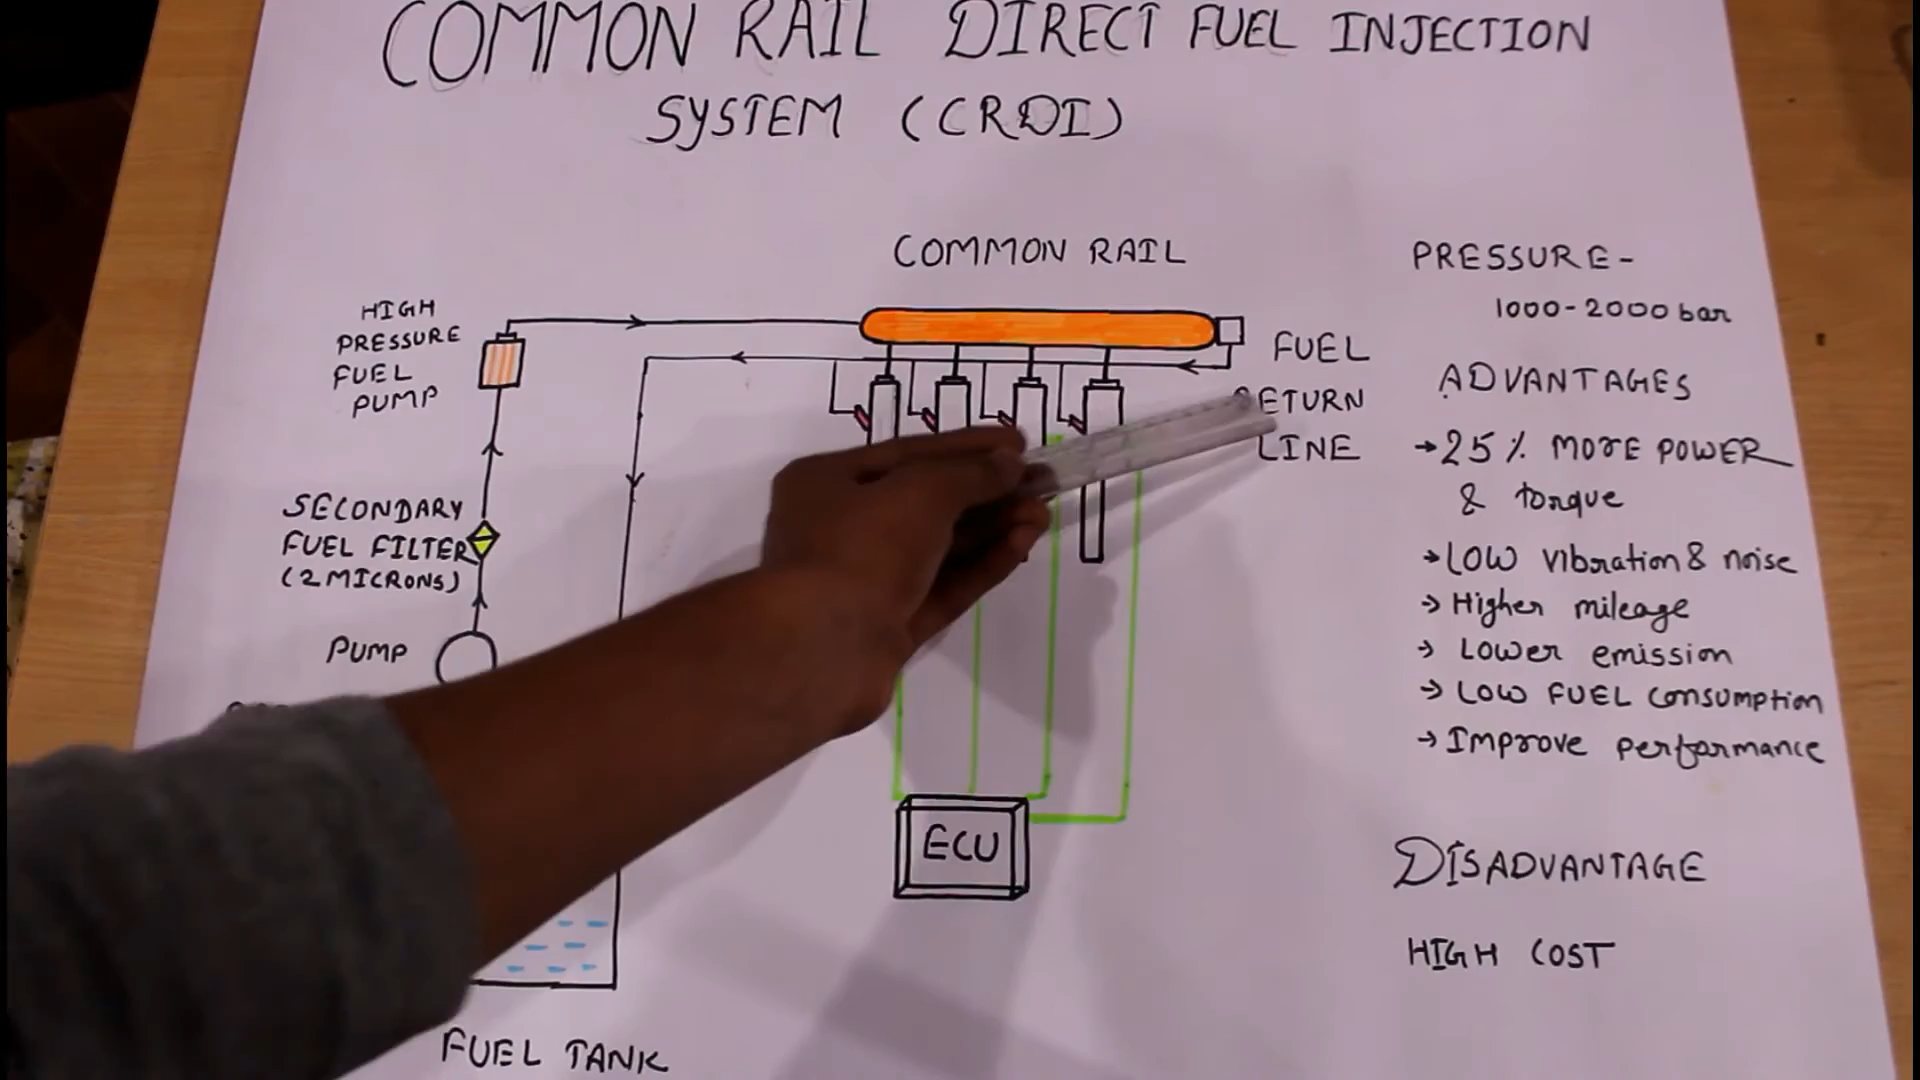 COMMON RAIL DIRECT FUEL INJECTION
SYSTEM (CRDI)
COMMON RAIL
HIGH
PRESSURE
FUEL
PUMP
SECONDARY
FUEL FILTER
(2 MICRONS)
PUMP
FUEL TANK
FUEL
RETURN
LINE
ECU
PRESSURE -
1000-2000 bar
ADVANTAGES
→ 25 % MORE POWER
& torque
→ LOW vibration & noise
→ Higher mileage
→ Lower emission
→ LOW FUEL consumption
→ Improve performance
DISADVANTAGE
HIGH COST